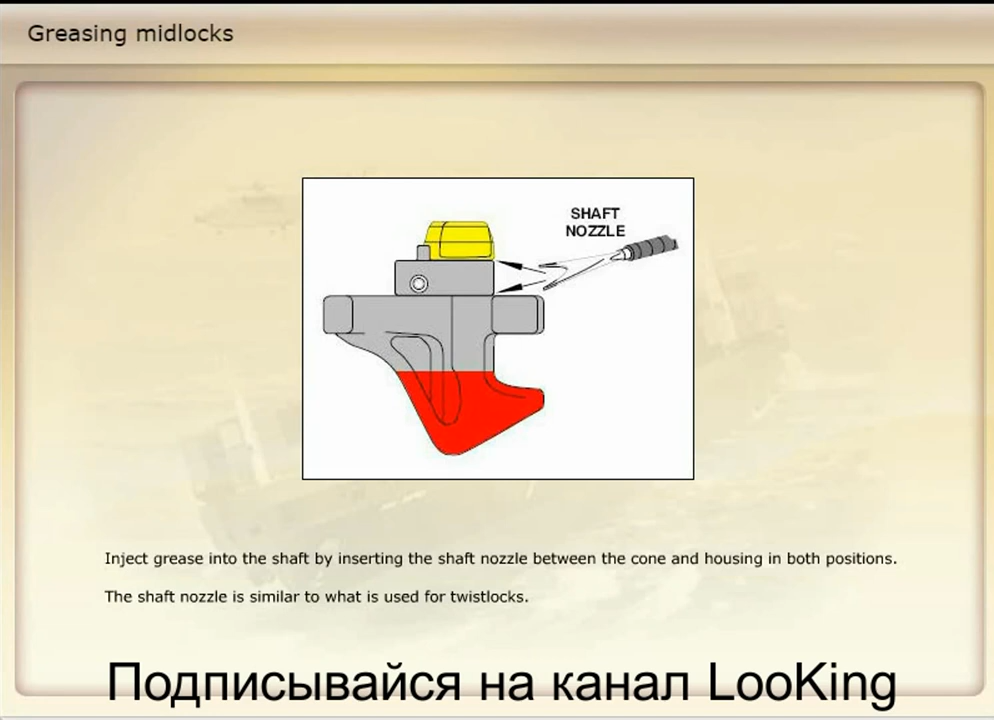 Greasing midlocks
SHAFT
NOZZLE
Inject grease into the shaft by inserting the shaft nozzle between the cone and housing in both positions.
The shaft nozzle is similar to what is used for twistlocks.
Подписывайся на канал LooKing